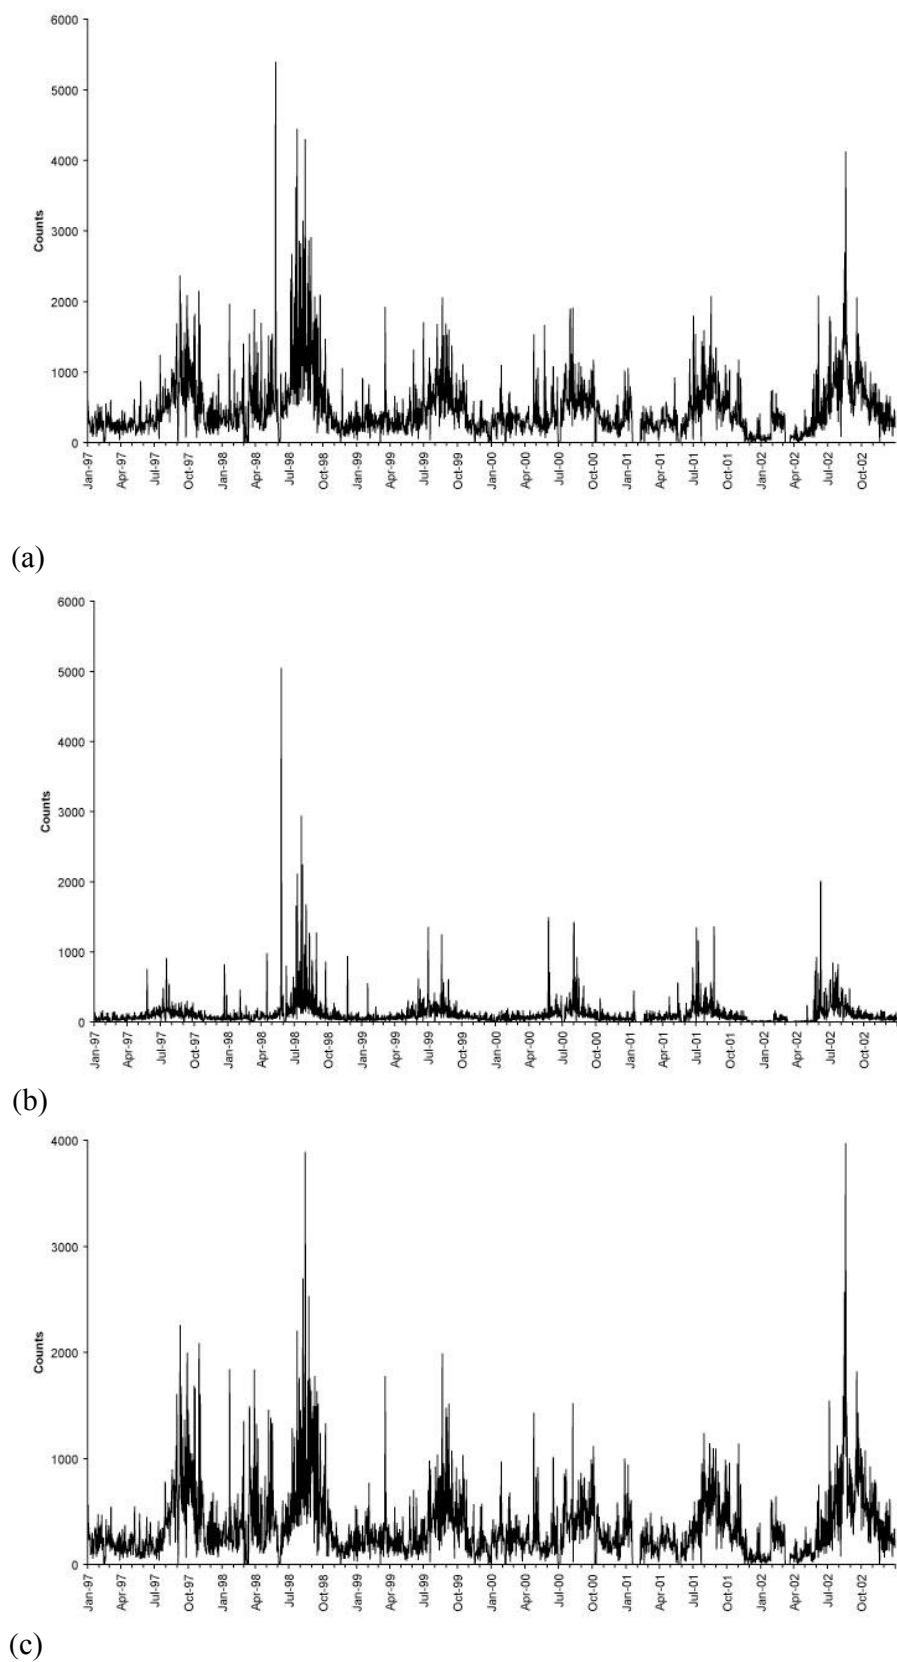 6000
5000
4000
3000
2000
1000
0
Counts
Jan-97
Apr-97
Jul-97
Oct-97
Jan-98
Apr-98
Jul-98
Oct-98
Jan-99
Apr-99
Jul-99
Oct-99
Jan-00
Apr-00
Jul-00
Oct-00
Jan-01
Apr-01
Jul-01
Oct-01
Jan-02
Apr-02
Jul-02
Oct-02
(a)
6000
5000
4000
3000
2000
1000
0
Counts
Jan-97
Apr-97
Jul-97
Oct-97
Jan-98
Apr-98
Jul-98
Oct-98
Jan-99
Apr-99
Jul-99
Oct-99
Jan-00
Apr-00
Jul-00
Oct-00
Jan-01
Apr-01
Jul-01
Oct-01
Jan-02
Apr-02
Jul-02
Oct-02
(b)
4000
3000
2000
1000
0
Counts
Jan-97
Apr-97
Jul-97
Oct-97
Jan-98
Apr-98
Jul-98
Oct-98
Jan-99
Apr-99
Jul-99
Oct-99
Jan-00
Apr-00
Jul-00
Oct-00
Jan-01
Apr-01
Jul-01
Oct-01
Jan-02
Apr-02
Jul-02
Oct-02
(c)